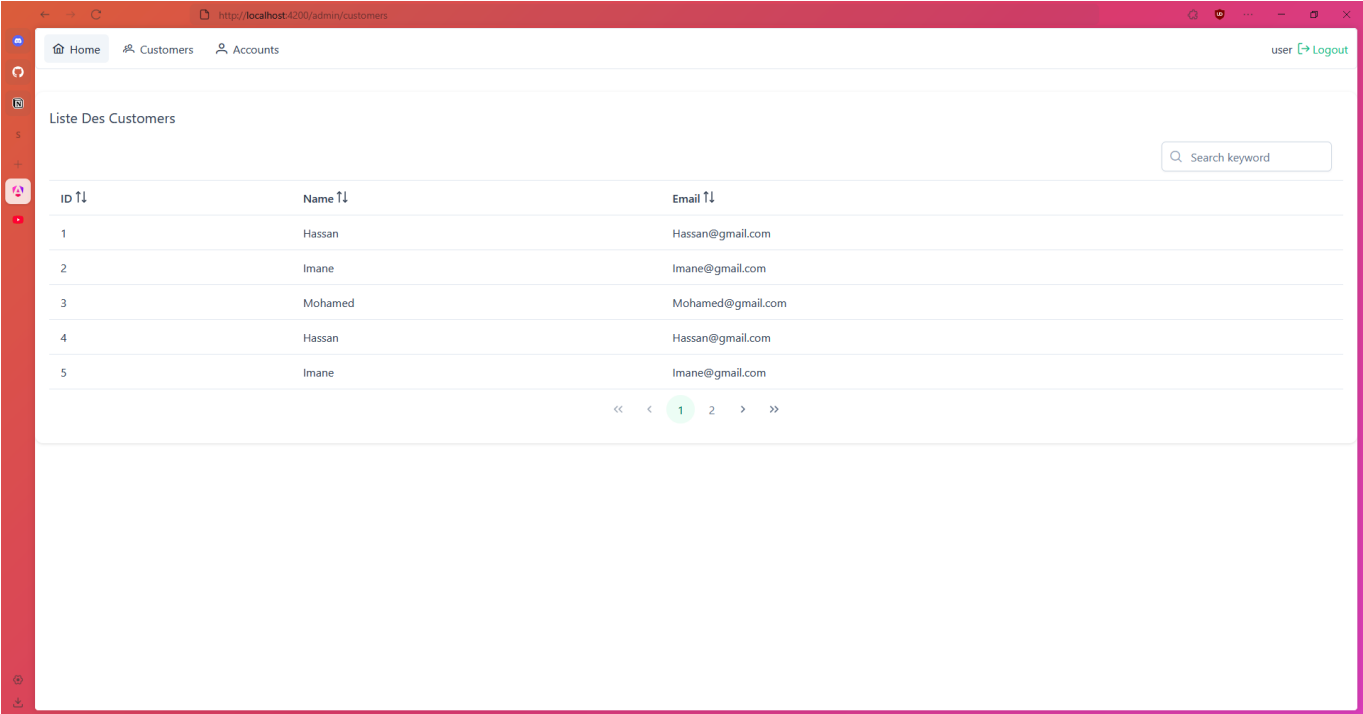 http://localhost:4200/admin/customers
Home Customers Accounts user Logout
Liste Des Customers
Search keyword
ID Name Email
1 Hassan Hassan@gmail.com
2 Imane Imane@gmail.com
3 Mohamed Mohamed@gmail.com
4 Hassan Hassan@gmail.com
5 Imane Imane@gmail.com
« ‹ 1 2 › »
S